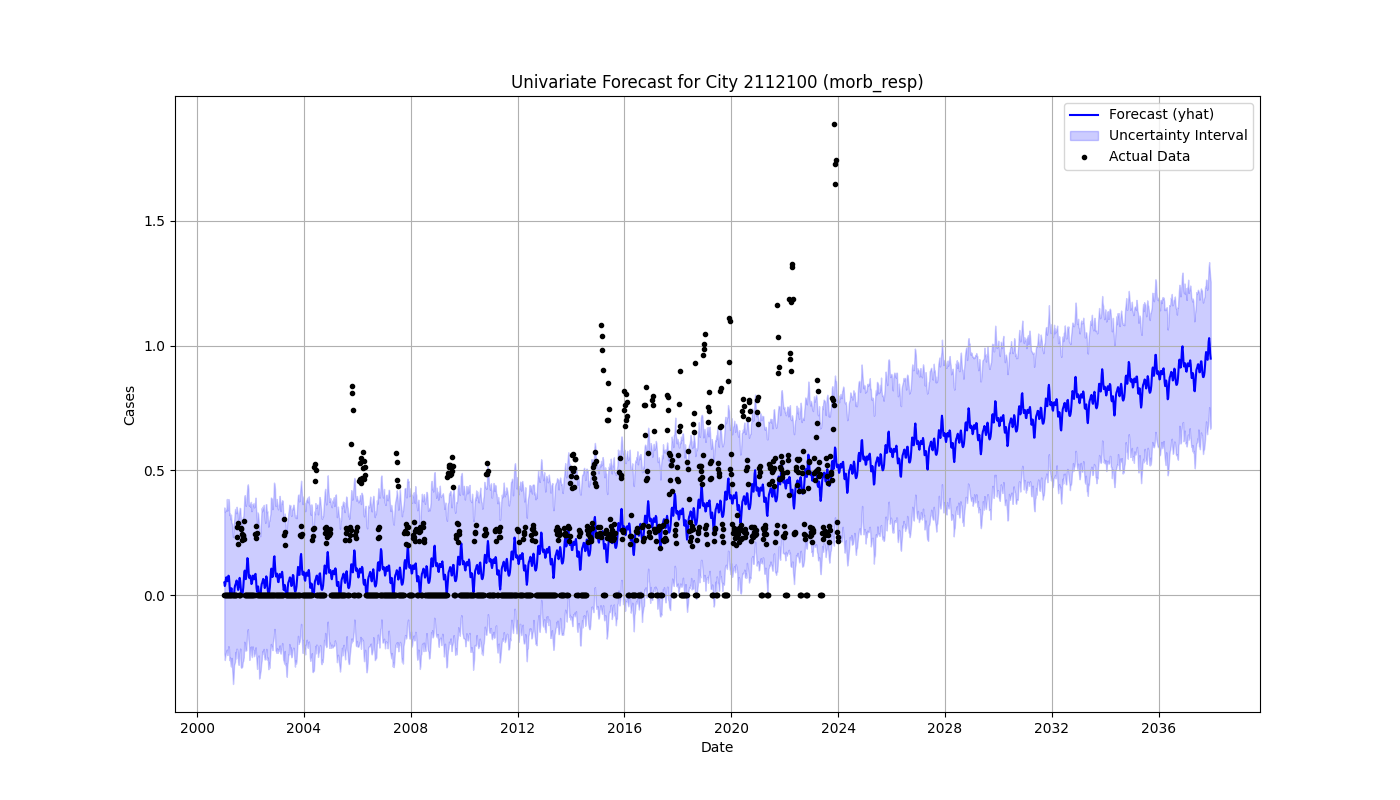 Univariate Forecast for City 2112100 (morb_resp)
Forecast (yhat)
Uncertainty Interval
Actual Data
Cases
1.5
1.0
0.5
0.0
2000 2004 2008 2012 2016 2020 2024 2028 2032 2036
Date